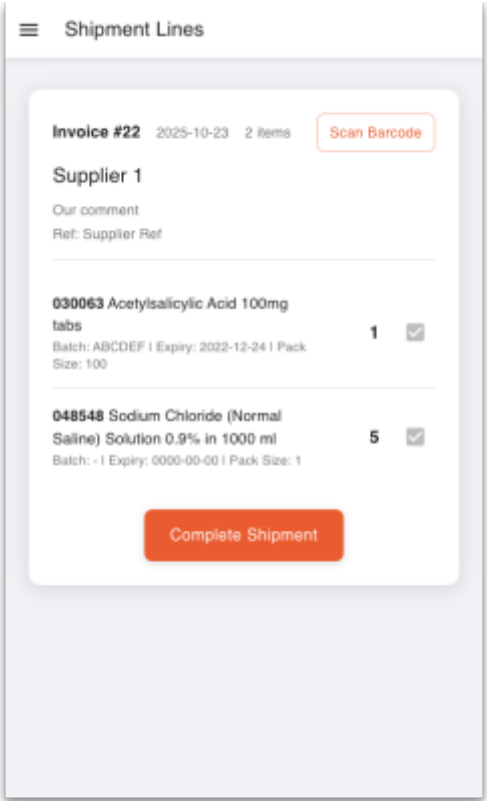 Shipment Lines
Invoice #22 2025-10-23 2 items Scan Barcode
Supplier 1
Our comment
Ref: Supplier Ref
030063 Acetylsalicylic Acid 100mg
tabs
Batch: ABCDEF | Expiry: 2022-12-24 | Pack
Size: 100
1
048548 Sodium Chloride (Normal
Saline) Solution 0.9% in 1000 ml
Batch: - | Expiry: 0000-00-00 | Pack Size: 1
5
Complete Shipment